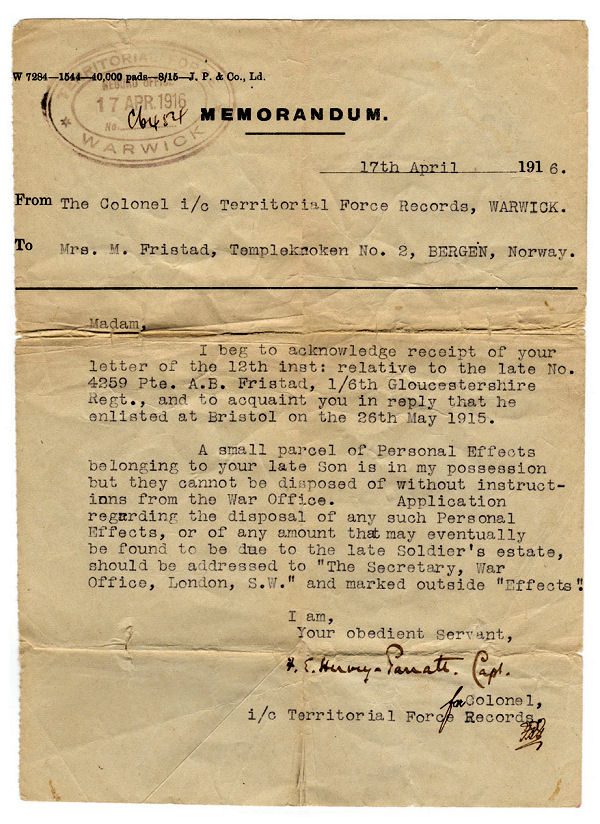 W 7284—1544—40,000 pads—8/15—J. P. & Co., Ld.
TERRITORIAL FORCE
RECORD OFFICE
17 APR. 1916
No. C6454
WARWICK
MEMORANDUM.
17th April 1916.
From The Colonel i/c Territorial Force Records, WARWICK.
To Mrs. M. Fristad, Templeknoken No. 2, BERGEN, Norway.
Madam,
I beg to acknowledge receipt of your
letter of the 12th inst: relative to the late No.
4259 Pte. A.B. Fristad, 1/6th Gloucestershire
Regt., and to acquaint you in reply that he
enlisted at Bristol on the 26th May 1915.
A small parcel of Personal Effects
belonging to your late Son is in my possession
but they cannot be disposed of without instruct-
ions from the War Office. Application
regarding the disposal of any such Personal
Effects, or of any amount that may eventually
be found to be due to the late Soldier's estate,
should be addressed to "The Secretary, War
Office, London, S.W." and marked outside "Effects".
I am,
Your obedient Servant,
H. E. Hervey-Parratt. Capt.
for Colonel,
i/c Territorial Force Records.